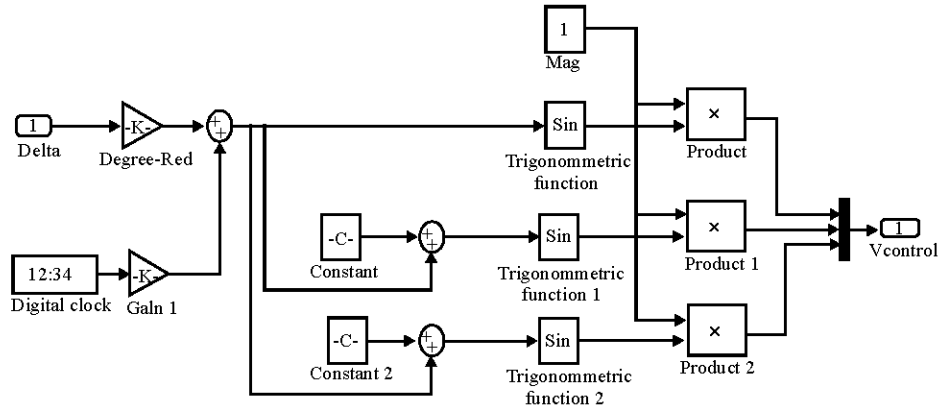 1
Mag
1
Delta
-K-
Degree-Red
+
+
Sin
Trigonommetric
function
×
Product
-C-
Constant
+
+
Sin
Trigonommetric
function 1
×
Product 1
1
Vcontrol
12:34
Digital clock
-K-
Galn 1
-C-
Constant 2
+
+
Sin
Trigonommetric
function 2
×
Product 2